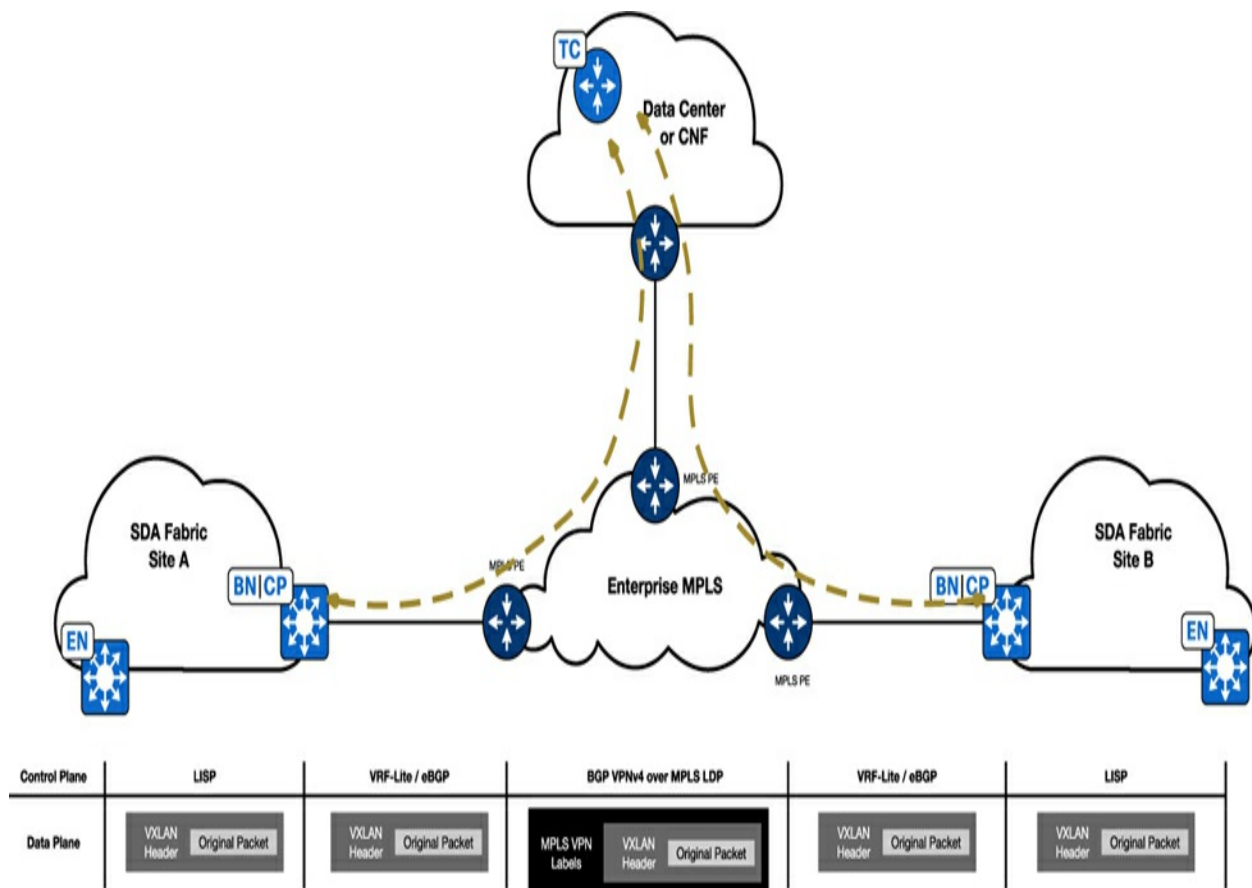 TC
Data Center
or CNF
MPLS PE
SDA Fabric
Site A
SDA Fabric
Site B
MPLS PE
BN|CP
Enterprise MPLS
BN|CP
EN
EN
MPLS PE
Control Plane
LISP
VRF-Lite / eBGP
BGP VPNv4 over MPLS LDP
VRF-Lite / eBGP
LISP
Data Plane
VXLAN
Header
Original Packet
VXLAN
Header
Original Packet
MPLS VPN
Labels
VXLAN
Header
Original Packet
VXLAN
Header
Original Packet
VXLAN
Header
Original Packet